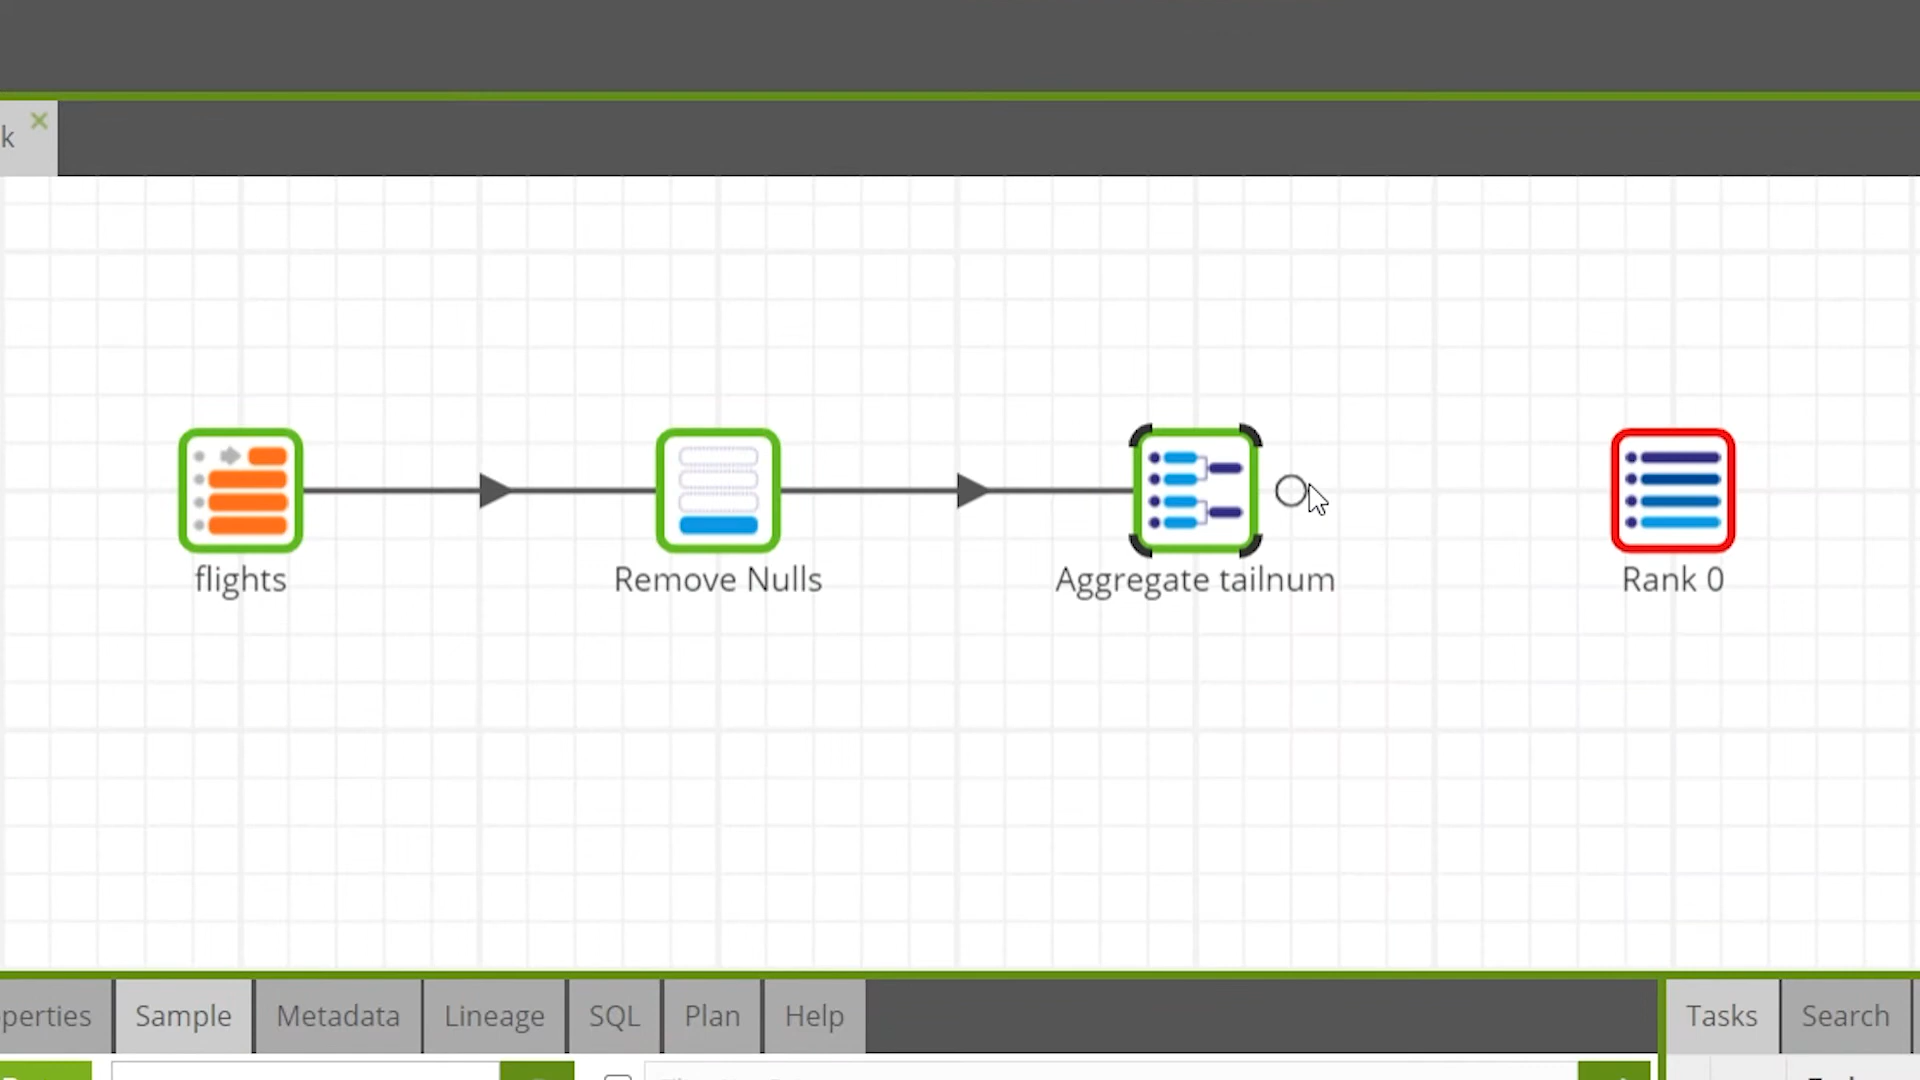 k
flights
Remove Nulls
Aggregate tailnum
Rank 0
perties
Sample
Metadata
Lineage
SQL
Plan
Help
Tasks
Search